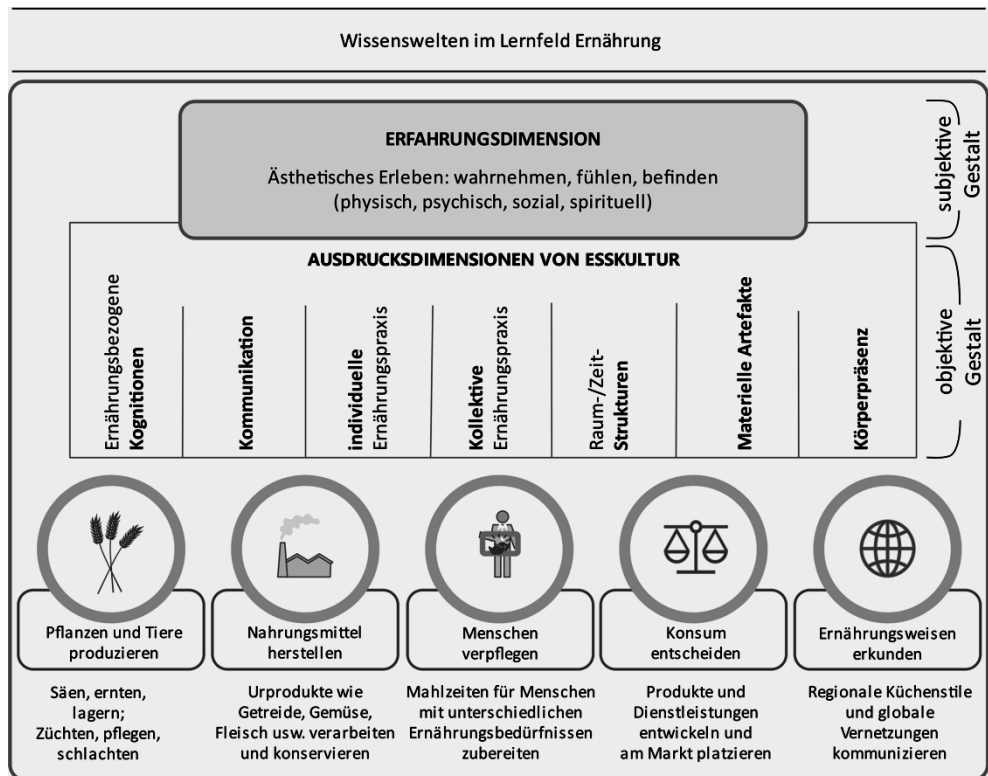 Wissenswelten im Lernfeld Ernährung
ERFAHRUNGSDIMENSION
Ästhetisches Erleben: wahrnehmen, fühlen, befinden
(physisch, psychisch, sozial, spirituell)
subjektive
Gestalt
AUSDRUCKSDIMENSIONEN VON ESSKULTUR
Ernährungsbezogene
Kognitionen
Kommunikation
individuelle
Ernährungspraxis
Kollektive
Ernährungspraxis
Raum-/Zeit-
Strukturen
Materielle Artefakte
Körperpräsenz
objektive
Gestalt
Pflanzen und Tiere
produzieren
Säen, ernten,
lagern;
Züchten, pflegen,
schlachten
Nahrungsmittel
herstellen
Urprodukte wie
Getreide, Gemüse,
Fleisch usw. verarbeiten
und konservieren
Menschen
verpflegen
Mahlzeiten für Menschen
mit unterschiedlichen
Ernährungsbedürfnissen
zubereiten
Konsum
entscheiden
Produkte und
Dienstleistungen
entwickeln und
am Markt platzieren
Ernährungsweisen
erkunden
Regionale Küchenstile
und globale
Vernetzungen
kommunizieren